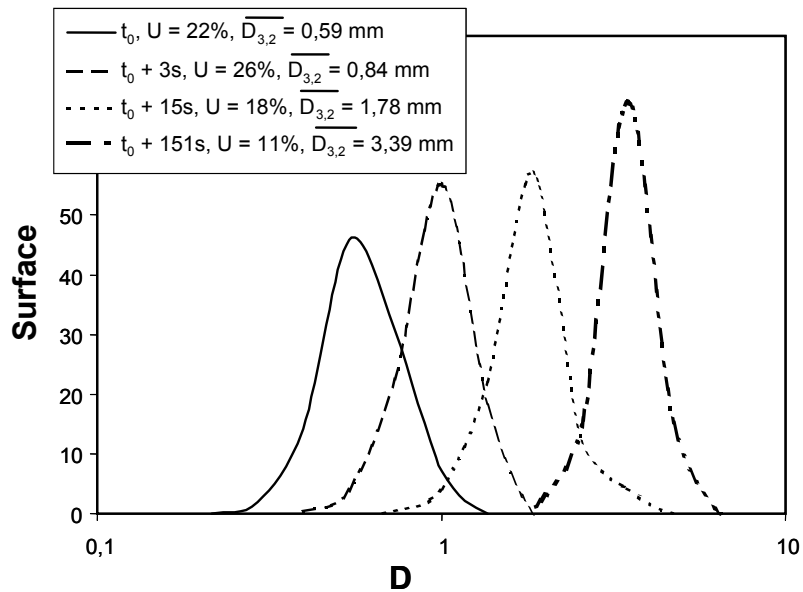 t0, U = 22%, D3,2 = 0,59 mm
t0 + 3s, U = 26%, D3,2 = 0,84 mm
t0 + 15s, U = 18%, D3,2 = 1,78 mm
t0 + 151s, U = 11%, D3,2 = 3,39 mm
50
40
30
20
10
0
Surface
0,1
1
10
D